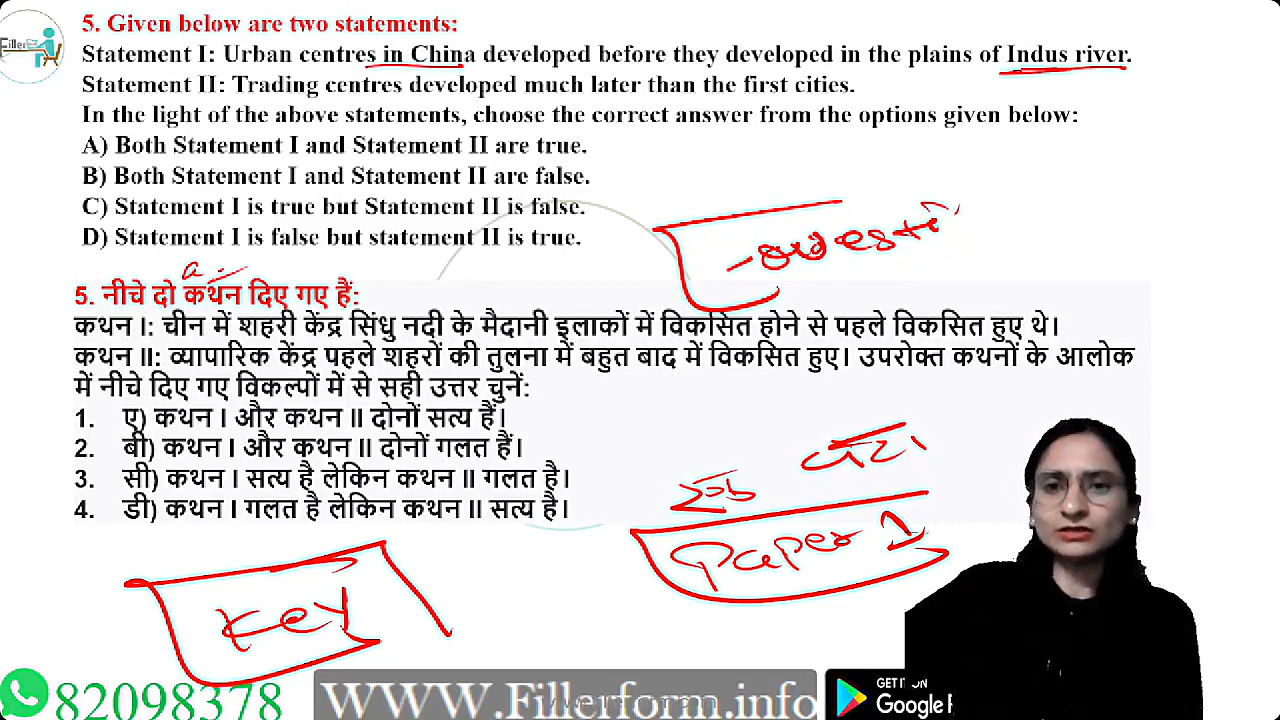 Filler
5. Given below are two statements:
Statement I: Urban centres in China developed before they developed in the plains of Indus river.
Statement II: Trading centres developed much later than the first cities.
In the light of the above statements, choose the correct answer from the options given below:
A) Both Statement I and Statement II are true.
B) Both Statement I and Statement II are false.
C) Statement I is true but Statement II is false.
D) Statement I is false but statement II is true.
5. नीचे दो कथन दिए गए हैं:
कथन I: चीन में शहरी केंद्र सिंधु नदी के मैदानी इलाकों में विकसित होने से पहले विकसित हुए थे।
कथन II: व्यापारिक केंद्र पहले शहरों की तुलना में बहुत बाद में विकसित हुए। उपरोक्त कथनों के आलोक
में नीचे दिए गए विकल्पों में से सही उत्तर चुनें:
1. ए) कथन I और कथन II दोनों सत्य हैं।
2. बी) कथन I और कथन II दोनों गलत हैं।
3. सी) कथन I सत्य है लेकिन कथन II गलत है।
4. डी) कथन I गलत है लेकिन कथन II सत्य है।
Paper 1
Key
82098378
WWW.Fillerform.info
GET IT ON
Google